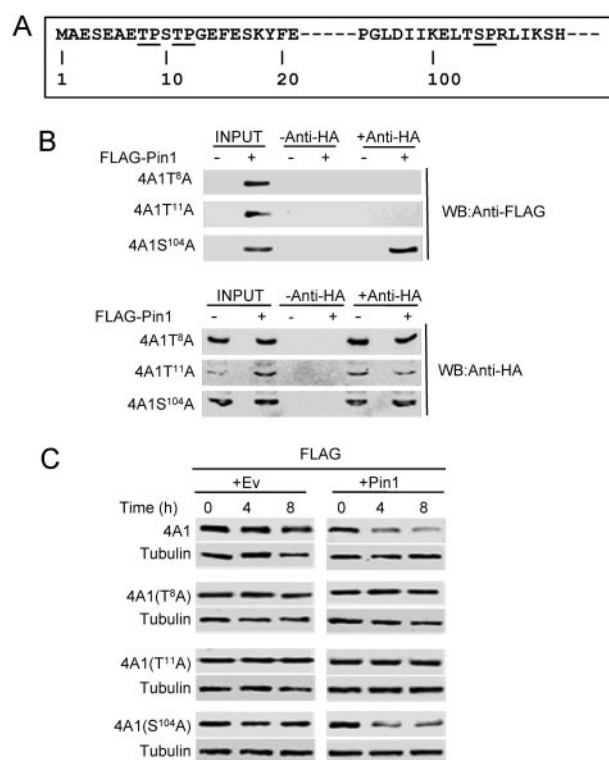 A
MAESEAETPSTPGEFESKYFE-----PGLDIIKELTSPRLIKSH---
1 10 20 100
B
INPUT -Anti-HA +Anti-HA
FLAG-Pin1 - + - + - +
4A1T⁸A
4A1T¹¹A
4A1S¹⁰⁴A
WB:Anti-FLAG
INPUT -Anti-HA +Anti-HA
FLAG-Pin1 - + - + - +
4A1T⁸A
4A1T¹¹A
4A1S¹⁰⁴A
WB:Anti-HA
C
FLAG
+Ev +Pin1
Time (h) 0 4 8 0 4 8
4A1
Tubulin
4A1(T⁸A)
Tubulin
4A1(T¹¹A)
Tubulin
4A1(S¹⁰⁴A)
Tubulin